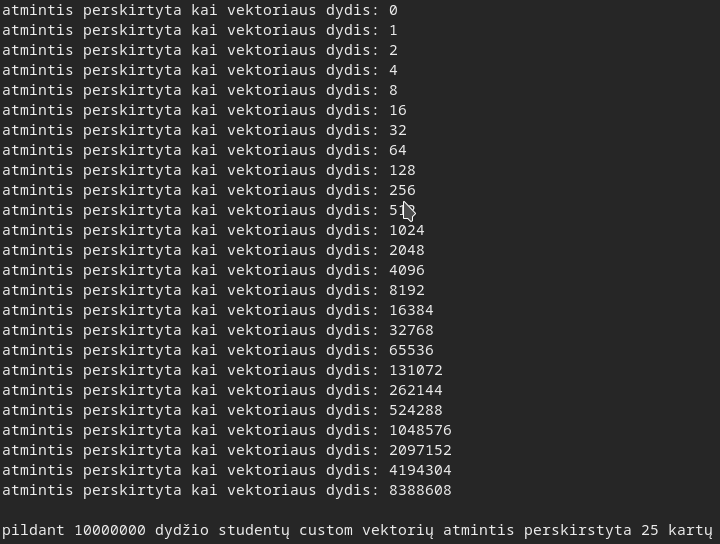 atmintis perskirtyta kai vektoriaus dydis: 0
atmintis perskirtyta kai vektoriaus dydis: 1
atmintis perskirtyta kai vektoriaus dydis: 2
atmintis perskirtyta kai vektoriaus dydis: 4
atmintis perskirtyta kai vektoriaus dydis: 8
atmintis perskirtyta kai vektoriaus dydis: 16
atmintis perskirtyta kai vektoriaus dydis: 32
atmintis perskirtyta kai vektoriaus dydis: 64
atmintis perskirtyta kai vektoriaus dydis: 128
atmintis perskirtyta kai vektoriaus dydis: 256
atmintis perskirtyta kai vektoriaus dydis:
atmintis perskirtyta kai vektoriaus dydis: 1024
atmintis perskirtyta kai vektoriaus dydis: 2048
atmintis perskirtyta kai vektoriaus dydis: 4096
atmintis perskirtyta kai vektoriaus dydis: 8192
atmintis perskirtyta kai vektoriaus dydis: 16384
atmintis perskirtyta kai vektoriaus dydis: 32768
atmintis perskirtyta kai vektoriaus dydis: 65536
atmintis perskirtyta kai vektoriaus dydis: 131072
atmintis perskirtyta kai vektoriaus dydis: 262144
atmintis perskirtyta kai vektoriaus dydis: 524288
atmintis perskirtyta kai vektoriaus dydis: 1048576
atmintis perskirtyta kai vektoriaus dydis: 2097152
atmintis perskirtyta kai vektoriaus dydis: 4194304
atmintis perskirtyta kai vektoriaus dydis: 8388608
pildant 10000000 dydžio studentų custom vektorių atmintis perskirstyta 25 kartų